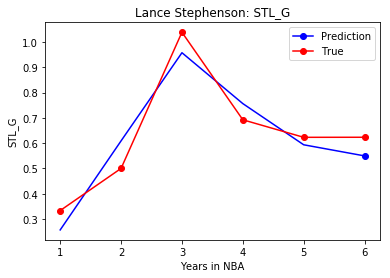 Lance Stephenson: STL_G
Prediction
True
STL_G
1.0
0.9
0.8
0.7
0.6
0.5
0.4
0.3
1 2 3 4 5 6
Years in NBA